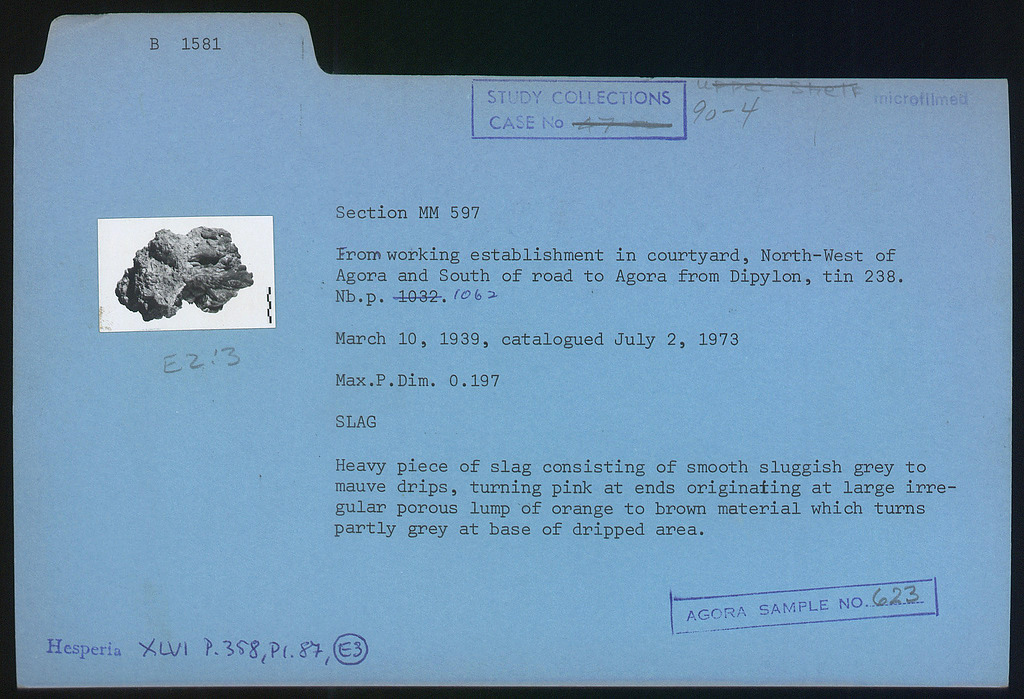 B 1581
STUDY COLLECTIONS
CASE No 47
Upper Shelf
90-4
microfilmed
Section MM 597
From working establishment in courtyard, North-West of
Agora and South of road to Agora from Dipylon, tin 238.
Nb.p. 1032. 1062
March 10, 1939, catalogued July 2, 1973
E2:3
Max.P.Dim. 0.197
SLAG
Heavy piece of slag consisting of smooth sluggish grey to
mauve drips, turning pink at ends originating at large irre-
gular porous lump of orange to brown material which turns
partly grey at base of dripped area.
AGORA SAMPLE NO. 623
Hesperia XLVI P.358, Pl. 87, E3